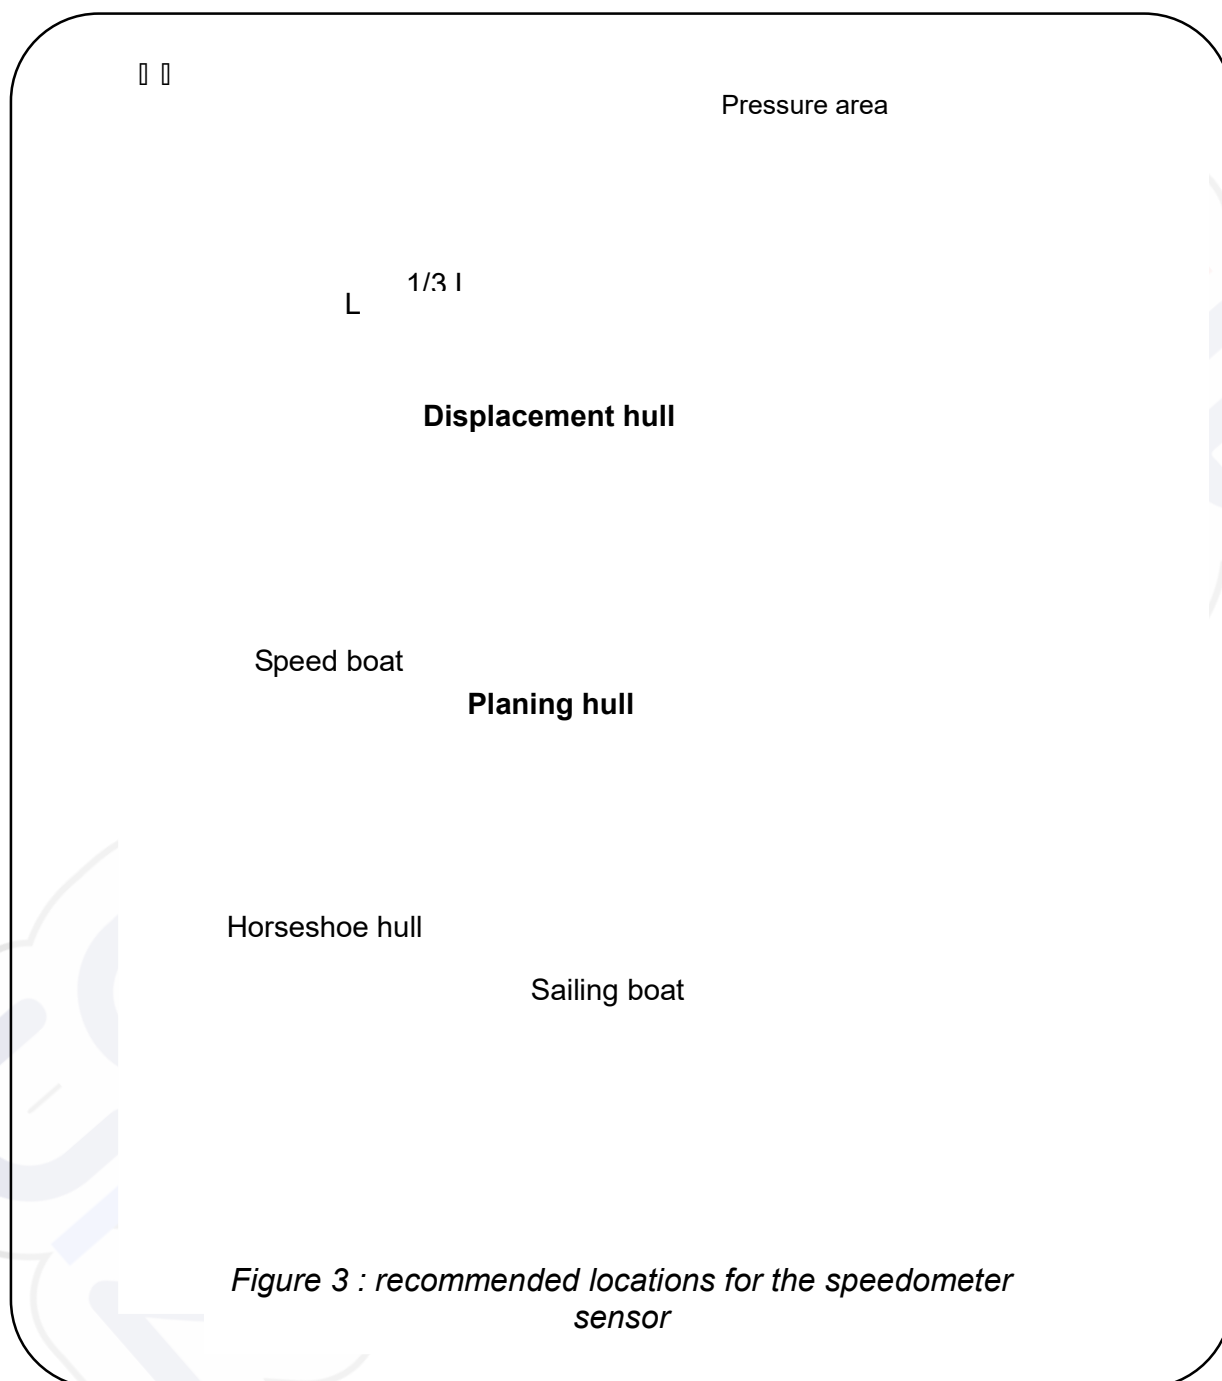 Pressure area
1/3 L
L
Displacement hull
Speed boat
Planing hull
Horseshoe hull
Sailing boat
Figure 3 : recommended locations for the speedometer
sensor